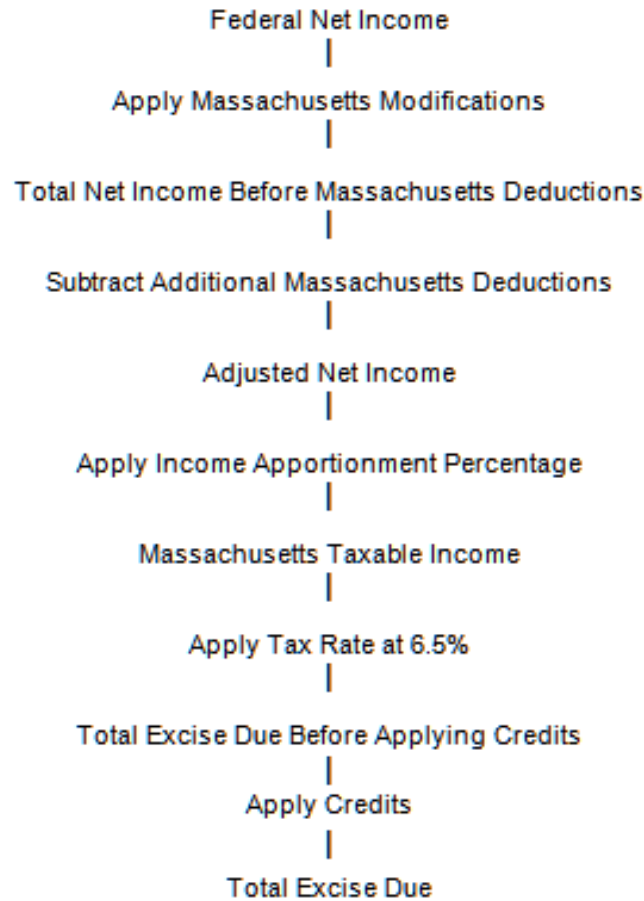 Federal Net Income
Apply Massachusetts Modifications
Total Net Income Before Massachusetts Deductions
Subtract Additional Massachusetts Deductions
Adjusted Net Income
Apply Income Apportionment Percentage
Massachusetts Taxable Income
Apply Tax Rate at 6.5%
Total Excise Due Before Applying Credits
Apply Credits
Total Excise Due